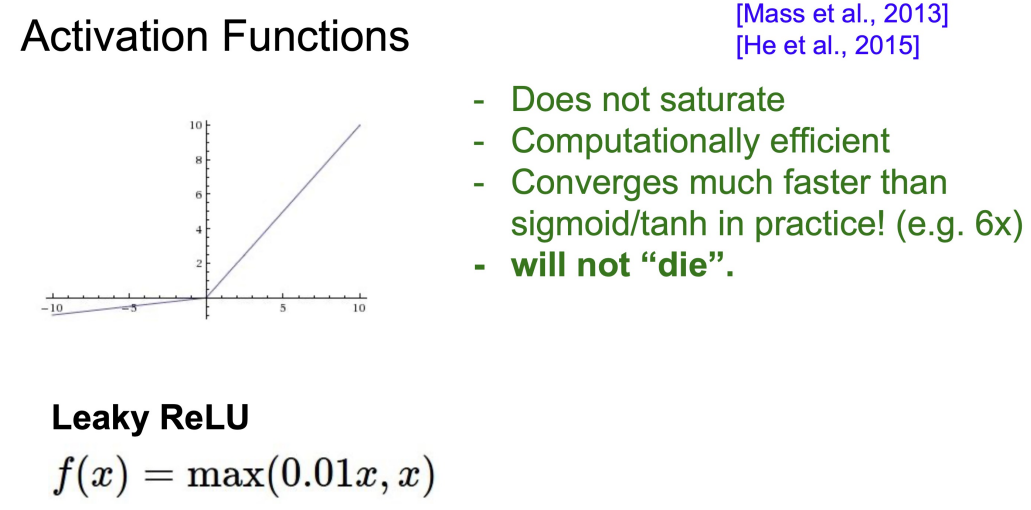 Activation Functions
[Mass et al., 2013]
[He et al., 2015]
- Does not saturate
- Computationally efficient
- Converges much faster than
sigmoid/tanh in practice! (e.g. 6x)
- will not “die”.
10
8
6
4
2
-10 -5 5 10
Leaky ReLU
f(x) = max(0.01x, x)